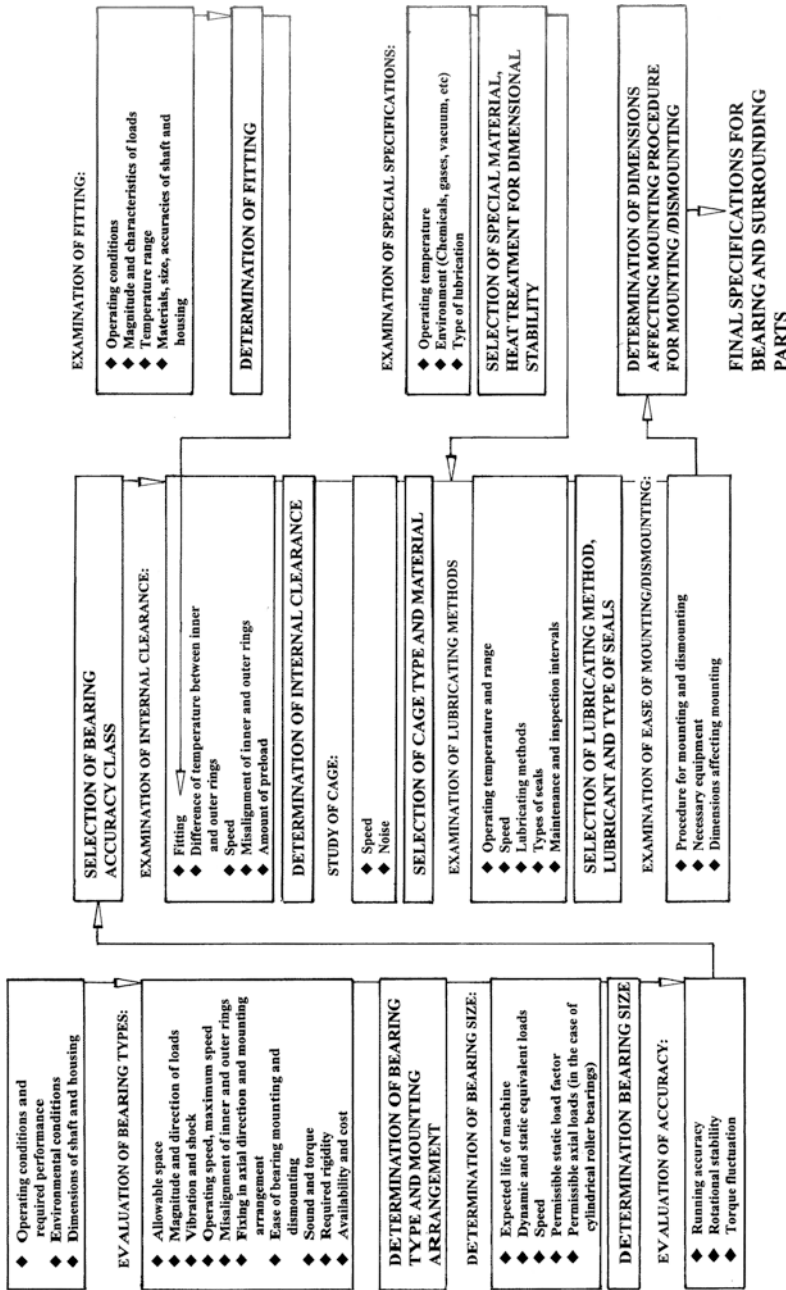 ◆ Operating conditions and
required performance
◆ Environmental conditions
◆ Dimensions of shaft and housing
EVALUATION OF BEARING TYPES:
◆ Allowable space
◆ Magnitude and direction of loads
◆ Vibration and shock
◆ Operating speed, maximum speed
◆ Misalignment of inner and outer rings
◆ Fixing in axial direction and mounting
arrangement
◆ Ease of bearing mounting and
dismounting
◆ Sound and torque
◆ Required rigidity
◆ Availability and cost
DETERMINATION OF BEARING
TYPE AND MOUNTING
ARRANGEMENT
DETERMINATION OF BEARING SIZE:
◆ Expected life of machine
◆ Dynamic and static equivalent loads
◆ Speed
◆ Permissible static load factor
◆ Permissible axial loads (in the case of
cylindrical roller bearings)
DETERMINATION BEARING SIZE
EVALUATION OF ACCURACY:
◆ Running accuracy
◆ Rotational stability
◆ Torque fluctuation
SELECTION OF BEARING
ACCURACY CLASS
EXAMINATION OF INTERNAL CLEARANCE:
◆ Fitting
◆ Difference of temperature between inner
and outer rings
◆ Speed
◆ Misalignment of inner and outer rings
◆ Amount of preload
DETERMINATION OF INTERNAL CLEARANCE
STUDY OF CAGE:
◆ Speed
◆ Noise
SELECTION OF CAGE TYPE AND MATERIAL
EXAMINATION OF LUBRICATING METHODS
◆ Operating temperature and range
◆ Speed
◆ Lubricating methods
◆ Types of seals
◆ Maintenance and inspection intervals
SELECTION OF LUBRICATING METHOD,
LUBRICANT AND TYPE OF SEALS
EXAMINATION OF EASE OF MOUNTING/DISMOUNTING:
◆ Procedure for mounting and dismounting
◆ Necessary equipment
◆ Dimensions affecting mounting
EXAMINATION OF FITTING:
◆ Operating conditions
◆ Magnitude and characteristics of loads
◆ Temperature range
◆ Materials, size, accuracies of shaft and
housing
DETERMINATION OF FITTING
EXAMINATION OF SPECIAL SPECIFICATIONS:
◆ Operating temperature
◆ Environment (Chemicals, gases, vacuum, etc)
◆ Type of lubrication
SELECTION OF SPECIAL MATERIAL,
HEAT TREATMENT FOR DIMENSIONAL
STABILITY
DETERMINATION OF DIMENSIONS
AFFECTING MOUNTING PROCEDURE
FOR MOUNTING /DISMOUNTING
FINAL SPECIFICATIONS FOR
BEARING AND SURROUNDING
PARTS